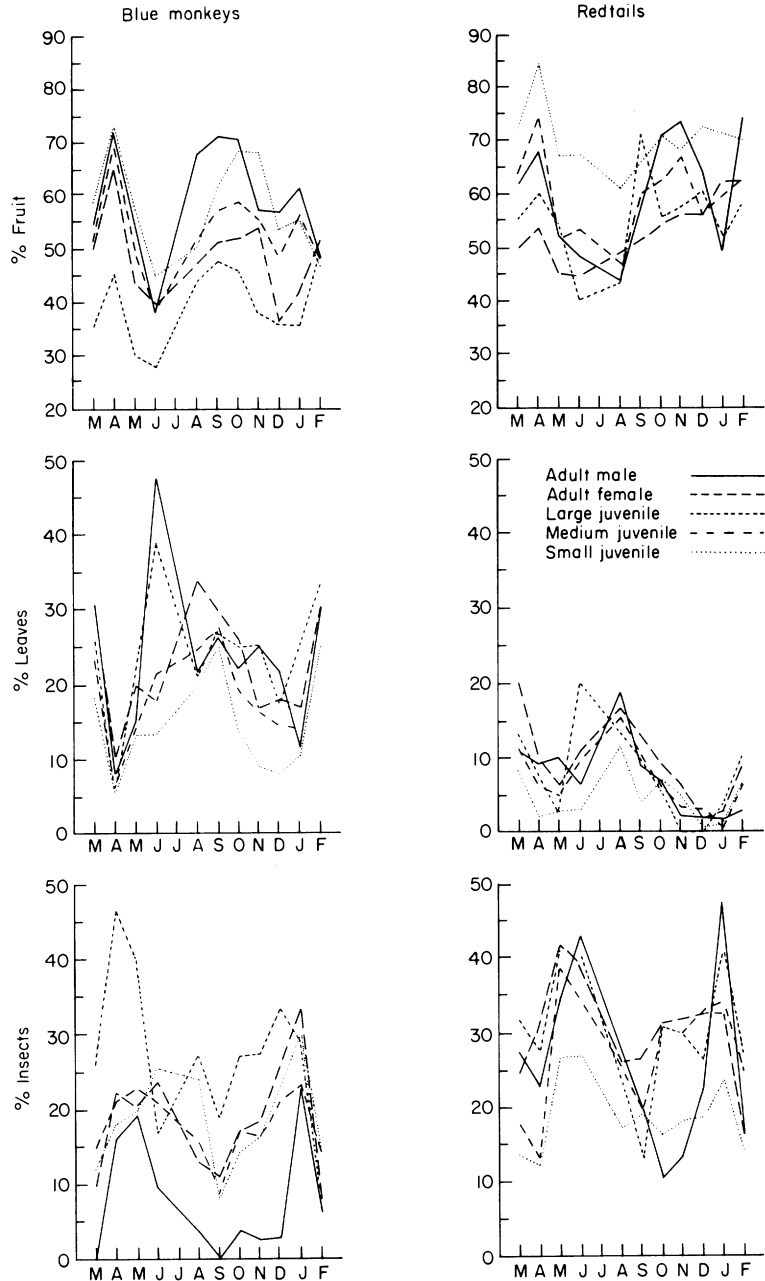 Blue monkeys
Redtails
% Fruit
90
80
70
60
50
40
30
20
M A M J J A S O N D J F
90
80
70
60
50
40
30
20
M A M J J A S O N D J F
% Leaves
50
40
30
20
10
0
M A M J J A S O N D J F
50
40
30
20
10
0
Adult male
Adult female
Large juvenile
Medium juvenile
Small juvenile
M A M J J A S O N D J F
% Insects
50
40
30
20
10
0
M A M J J A S O N D J F
50
40
30
20
10
0
M A M J J A S O N D J F